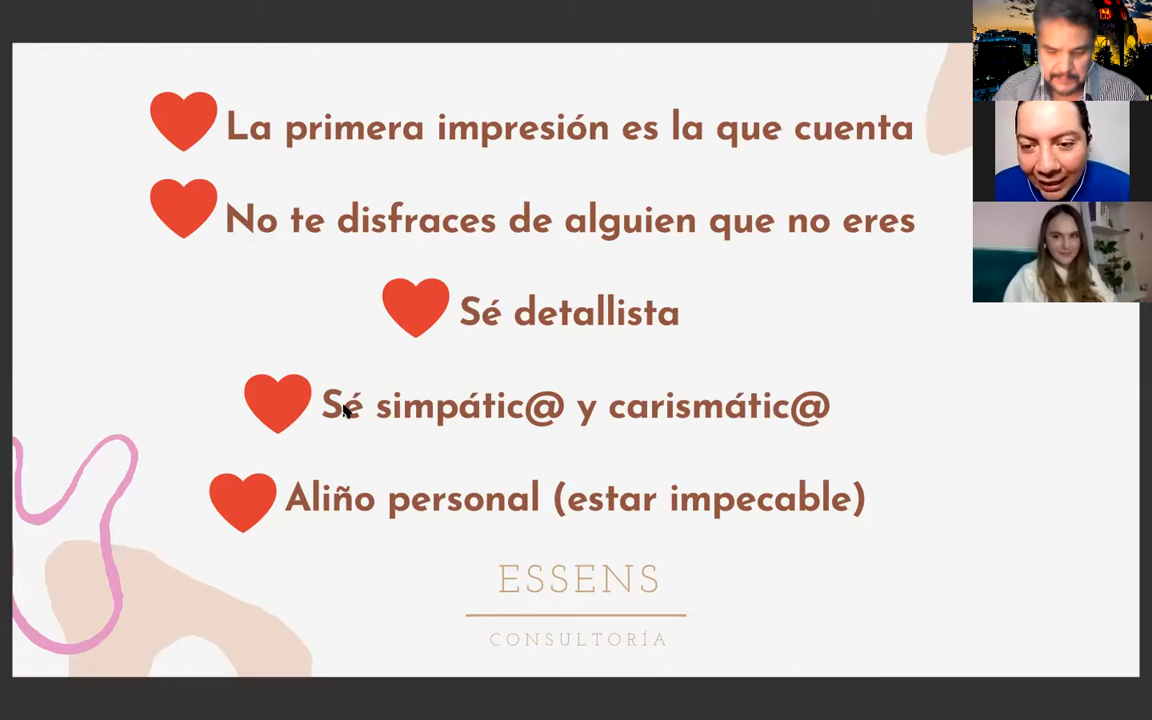 La primera impresión es la que cuenta
No te disfraces de alguien que no eres
Sé detallista
Sé simpátic@ y carismátic@
Aliño personal (estar impecable)
ESSENS
CONSULTORÍA